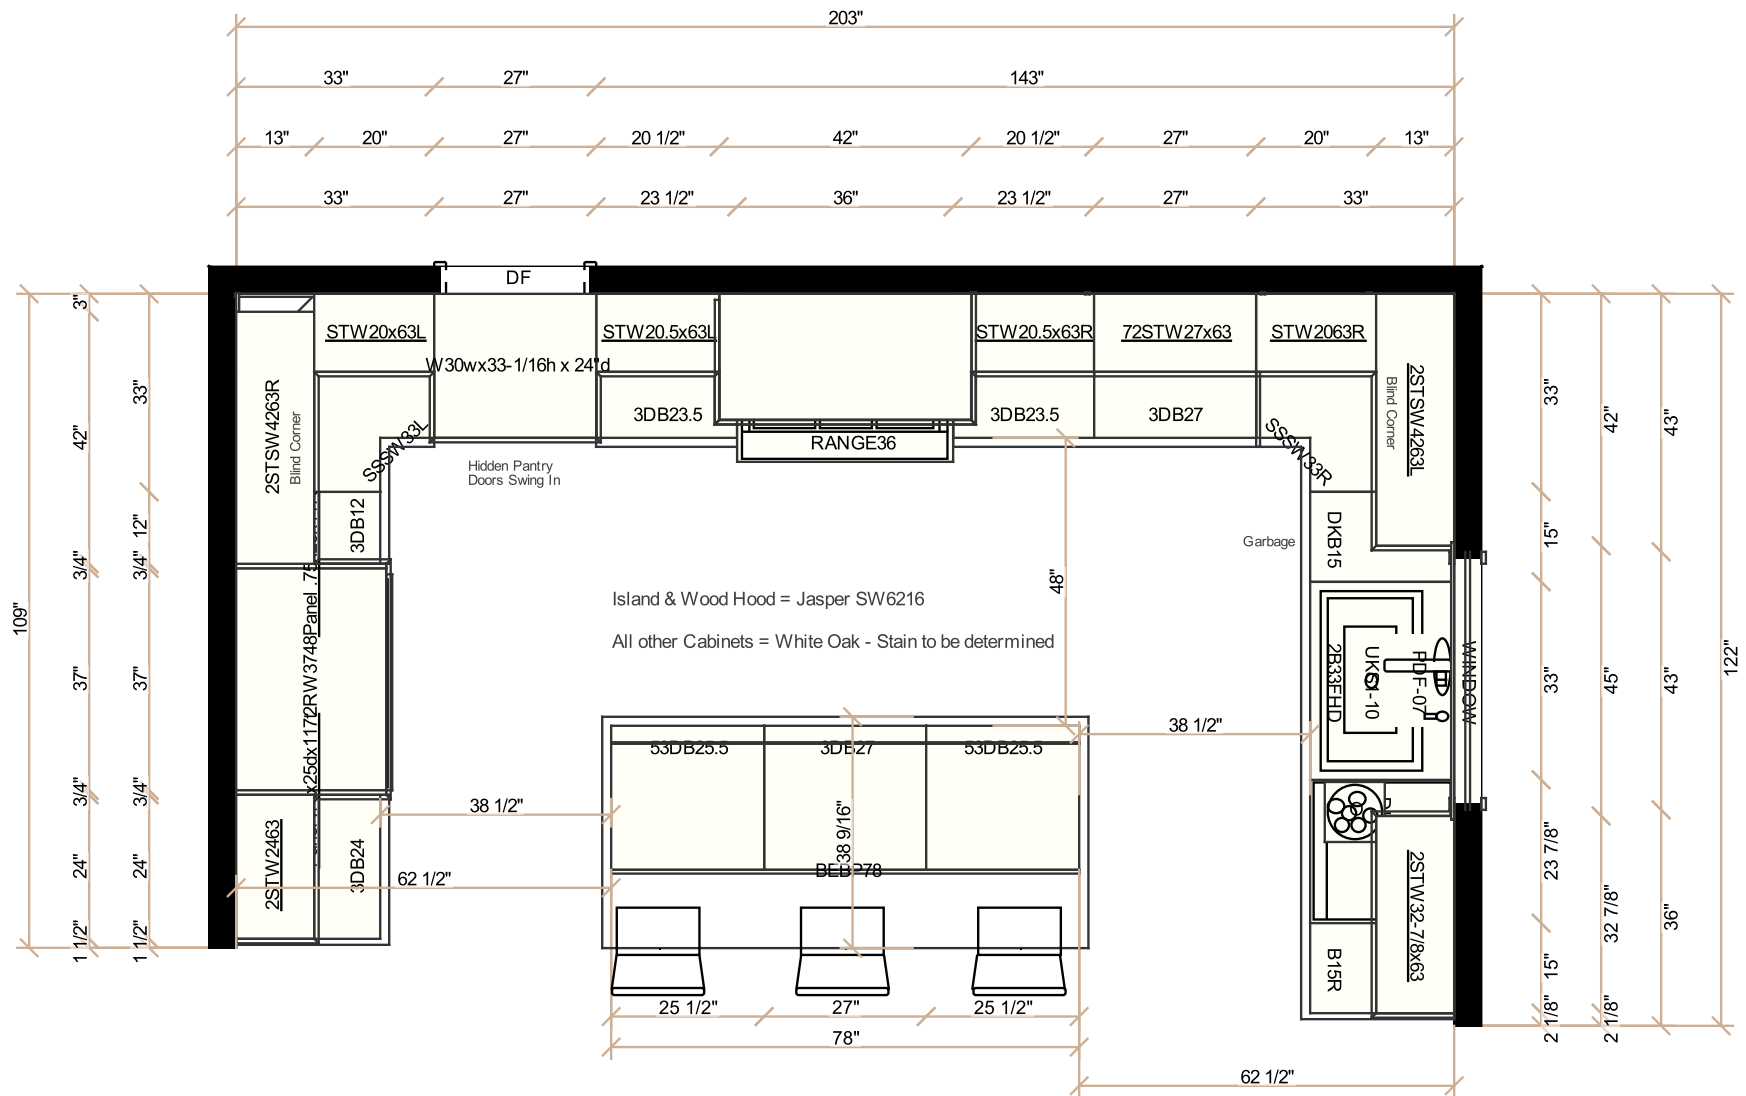 203"
33" 27" 143"
13" 20" 27" 20 1/2" 42" 20 1/2" 27" 20" 13"
33" 27" 23 1/2" 36" 23 1/2" 27" 33"
DF
STW20x63L
STW20.5x63L
STW20.5x63R
72STW27x63
STW2063R
W30wx33-1/16h x 24"d
3DB23.5
3DB23.5
3DB27
RANGE36
2STSW4263R
Blind Corner
SSSW33L
Hidden Pantry
Doors Swing In
3DB12
SSSW33R
Blind Corner
2STSW4263L
DKB15
Garbage
Island & Wood Hood = Jasper SW6216
All other Cabinets = White Oak - Stain to be determined
48"
2RW3748Panel .75
2B33FHD
PDF-07
WINDOW
38 1/2"
38 1/2"
53DB25.5
3DB27
53DB25.5
38 9/16"
BEBP78
62 1/2"
2STW2463
3DB24
B15R
2STW32-7/8x63
25 1/2" 27" 25 1/2"
78"
62 1/2"
109"
3"
42"
3/4"
37"
3/4"
24"
1 1/2"
33"
12"
3/4"
37"
3/4"
24"
1 1/2"
33"
15"
33"
23 7/8"
15"
2 1/8"
42"
45"
32 7/8"
2 1/8"
43"
43"
36"
122"